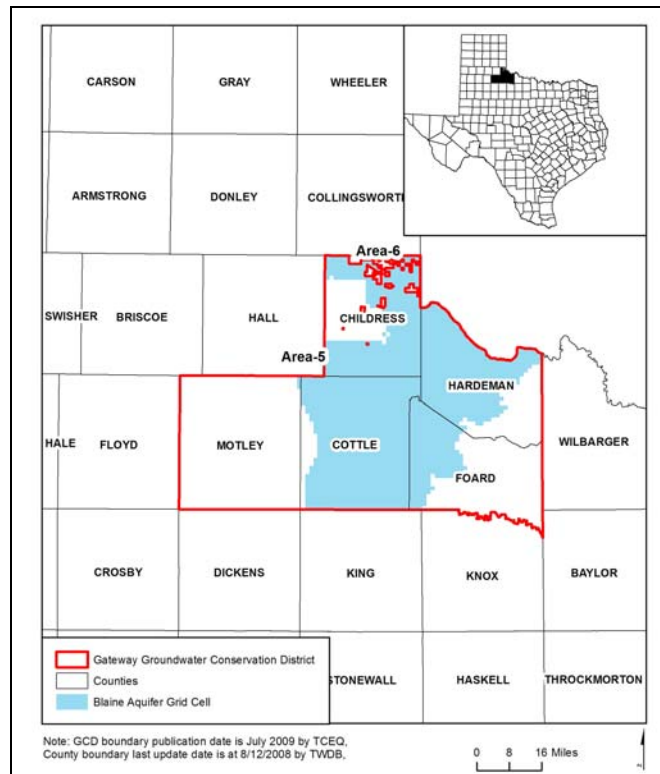 CARSON
GRAY
WHEELER
ARMSTRONG
DONLEY
COLLINGSWORTH
Area-6
SWISHER
BRISCOE
HALL
CHILDRESS
Area-5
HARDEMAN
HALE
FLOYD
MOTLEY
COTTLE
WILBARGER
FOARD
CROSBY
DICKENS
KING
KNOX
BAYLOR
Gateway Groundwater Conservation District
Counties
Blaine Aquifer Grid Cell
STONEWALL
HASKELL
THROCKMORTON
Note: GCD boundary publication date is July 2009 by TCEQ,
County boundary last update date is at 8/12/2008 by TWDB,
0 8 16 Miles